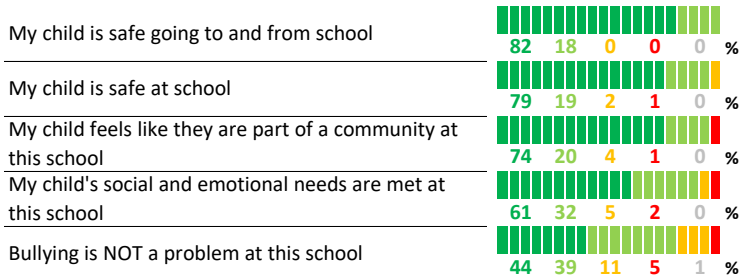 My child is safe going to and from school
82 18 0 0 0 %
My child is safe at school
79 19 2 1 0 %
My child feels like they are part of a community at
this school
74 20 4 1 0 %
My child's social and emotional needs are met at
this school
61 32 5 2 0 %
Bullying is NOT a problem at this school
44 39 11 5 1 %